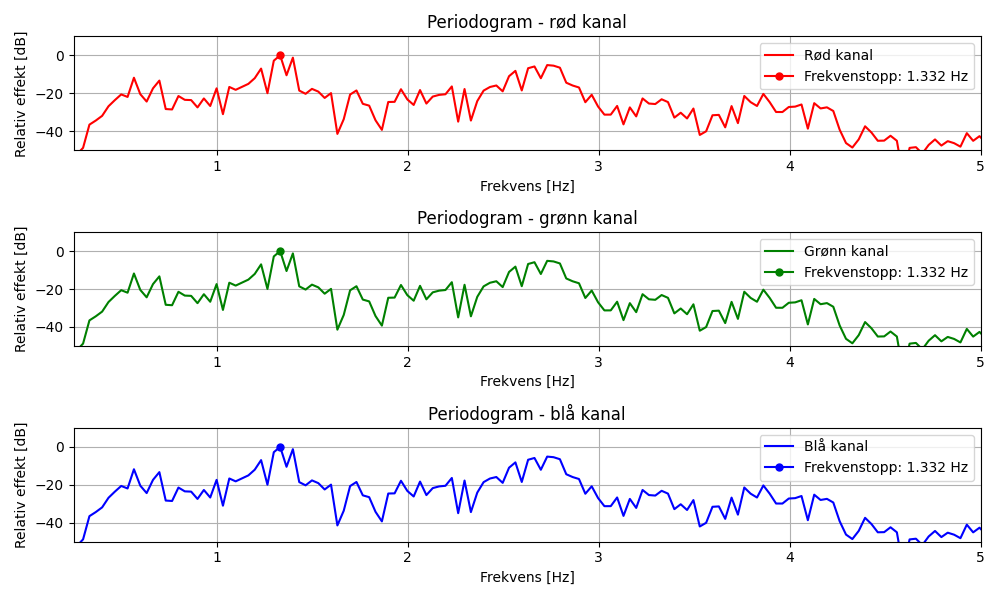 Periodogram - rød kanal
Relativ effekt [dB]
0
−20
−40
Rød kanal
Frekvenstopp: 1.332 Hz
1 2 3 4 5
Frekvens [Hz]
Periodogram - grønn kanal
Relativ effekt [dB]
0
−20
−40
Grønn kanal
Frekvenstopp: 1.332 Hz
1 2 3 4 5
Frekvens [Hz]
Periodogram - blå kanal
Relativ effekt [dB]
0
−20
−40
Blå kanal
Frekvenstopp: 1.332 Hz
1 2 3 4 5
Frekvens [Hz]